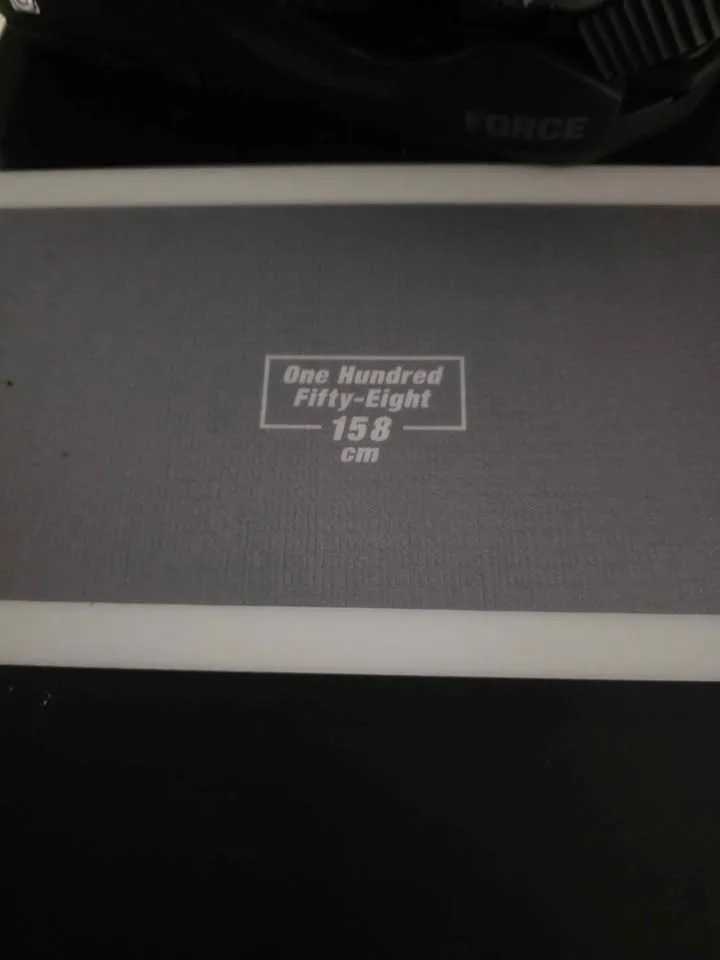 FORCE
One Hundred
Fifty-Eight
158
cm